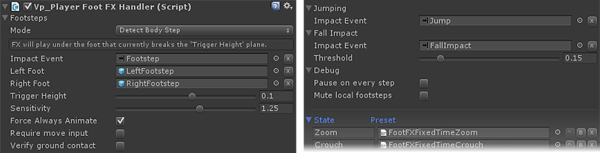 Vp_Player Foot FX Handler (Script)
Footsteps
Mode Detect Body Step
FX will play under the foot that currently breaks the 'Trigger Height' plane.
Impact Event Footstep
Left Foot LeftFootstep
Right Foot RightFootstep
Trigger Height 0.1
Sensitivity 1.25
Force Always Animate
Require move input
Verify ground contact
Jumping
Impact Event Jump
Fall Impact
Impact Event FallImpact
Threshold 0.15
Debug
Pause on every step
Mute local footsteps
State Preset
Zoom FootFXFixedTimeZoom
Crouch FootFXFixedTimeCrouch